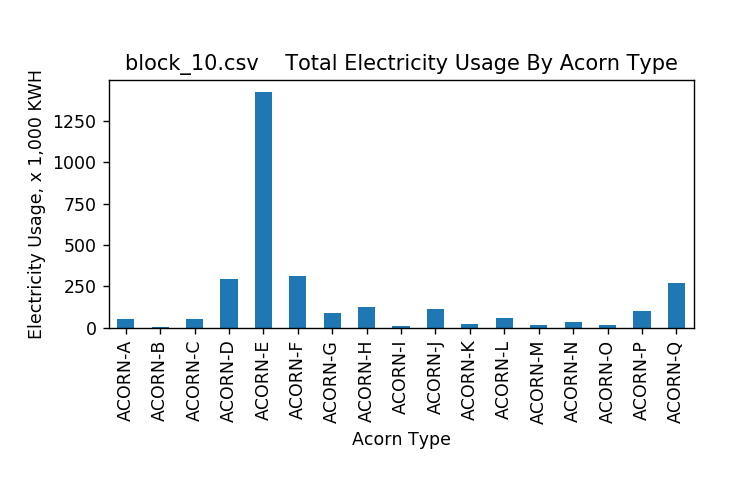 block_10.csv    Total Electricity Usage By Acorn Type
Electricity Usage, x 1,000 KWH
1250
1000
750
500
250
0
ACORN-A
ACORN-B
ACORN-C
ACORN-D
ACORN-E
ACORN-F
ACORN-G
ACORN-H
ACORN-I
ACORN-J
ACORN-K
ACORN-L
ACORN-M
ACORN-N
ACORN-O
ACORN-P
ACORN-Q
Acorn Type